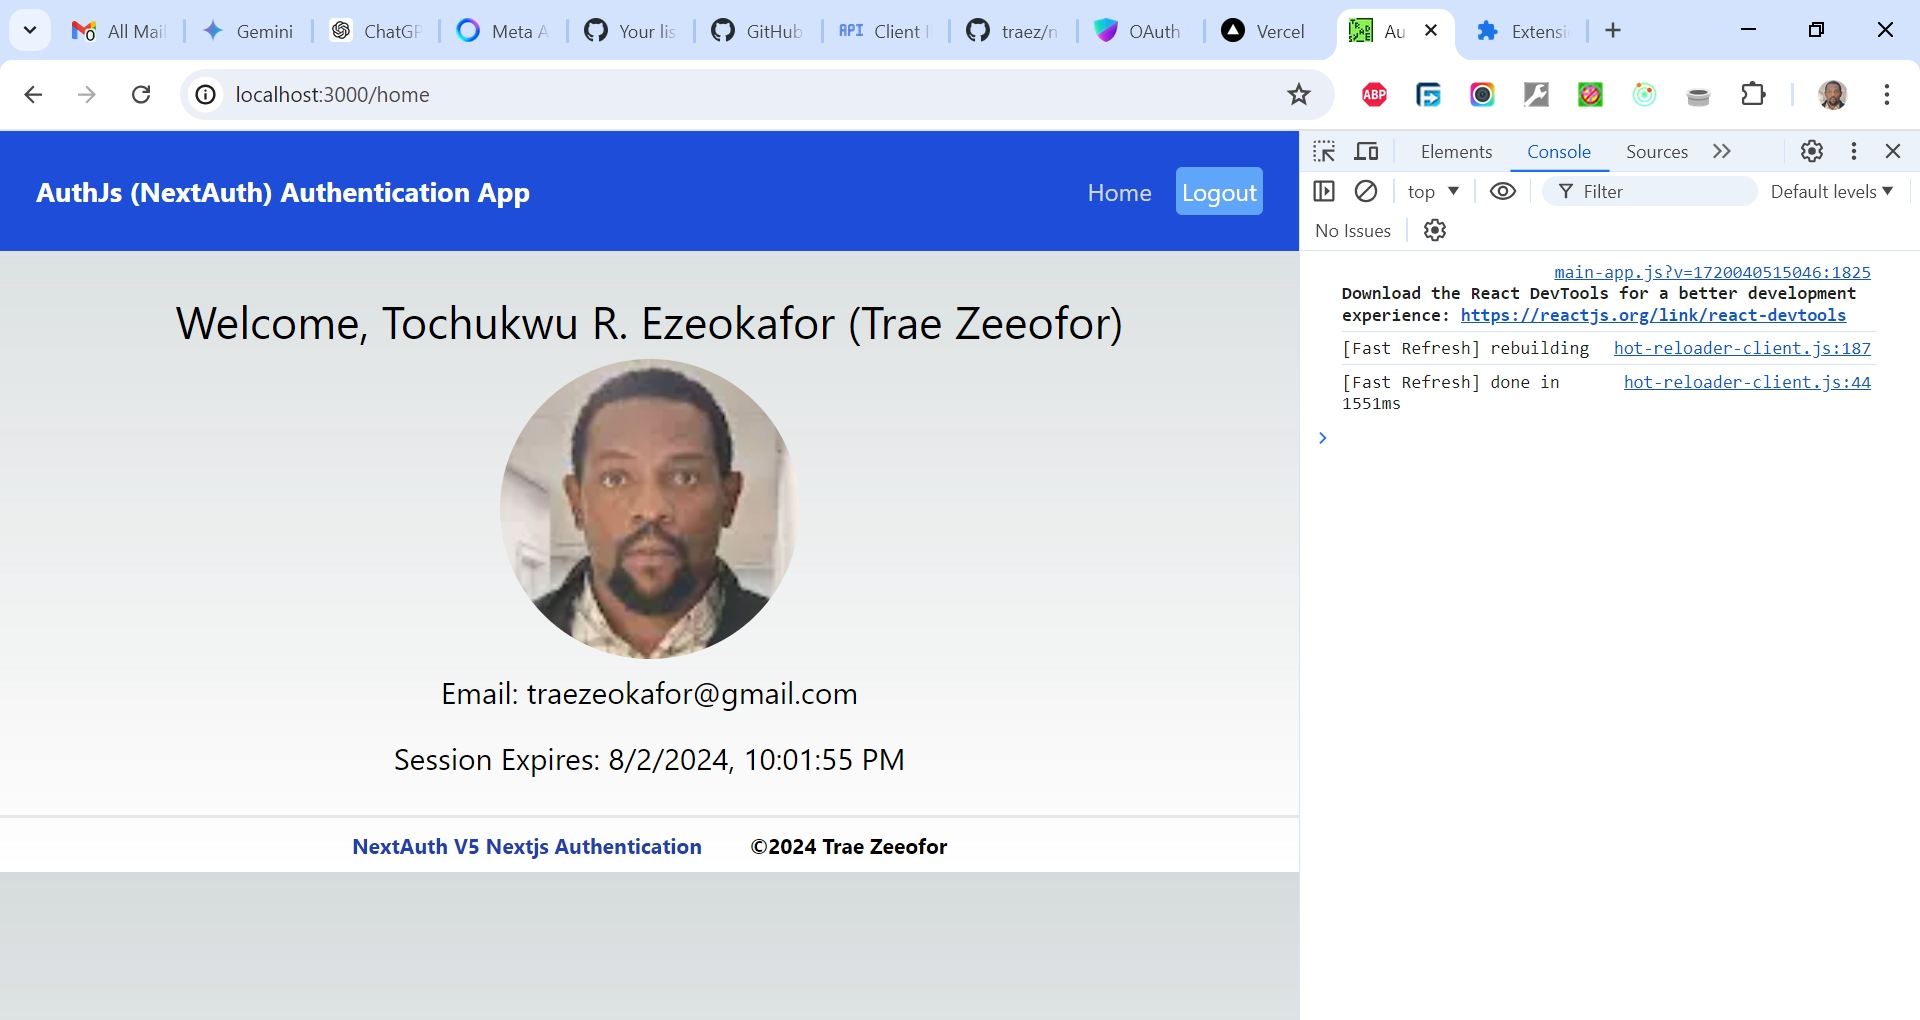 All Mail
Gemini
ChatGP
Meta A
Your lis
GitHub
API Client
traez/n
OAuth
Vercel
Au
Extensi
localhost:3000/home
ABP
AuthJs (NextAuth) Authentication App
Home
Logout
Welcome, Tochukwu R. Ezeokafor (Trae Zeeofor)
Email: traezeokafor@gmail.com
Session Expires: 8/2/2024, 10:01:55 PM
NextAuth V5 Nextjs Authentication
©2024 Trae Zeeofor
Elements
Console
Sources
top
Filter
Default levels
No Issues
main-app.js?v=1720040515046:1825
Download the React DevTools for a better development
experience: https://reactjs.org/link/react-devtools
[Fast Refresh] rebuilding hot-reloader-client.js:187
[Fast Refresh] done in hot-reloader-client.js:44
1551ms